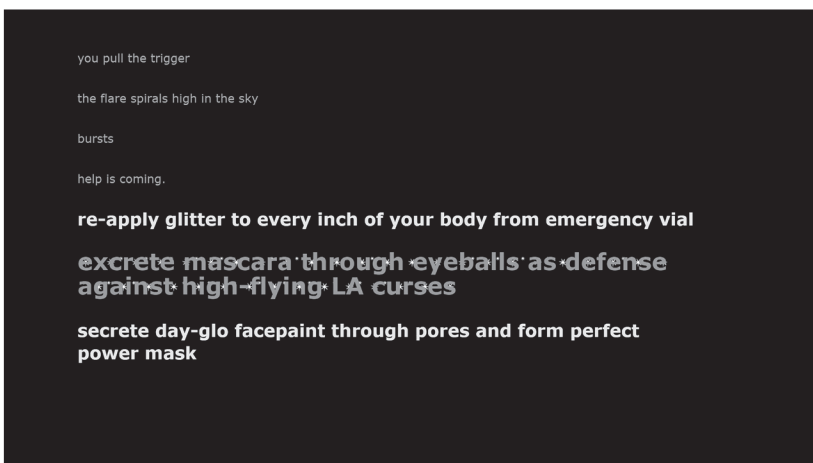 you pull the trigger
the flare spirals high in the sky
bursts
help is coming.
re-apply glitter to every inch of your body from emergency vial
excrete mascara through eyeballs as defense
against high-flying LA curses
secrete day-glo facepaint through pores and form perfect
power mask